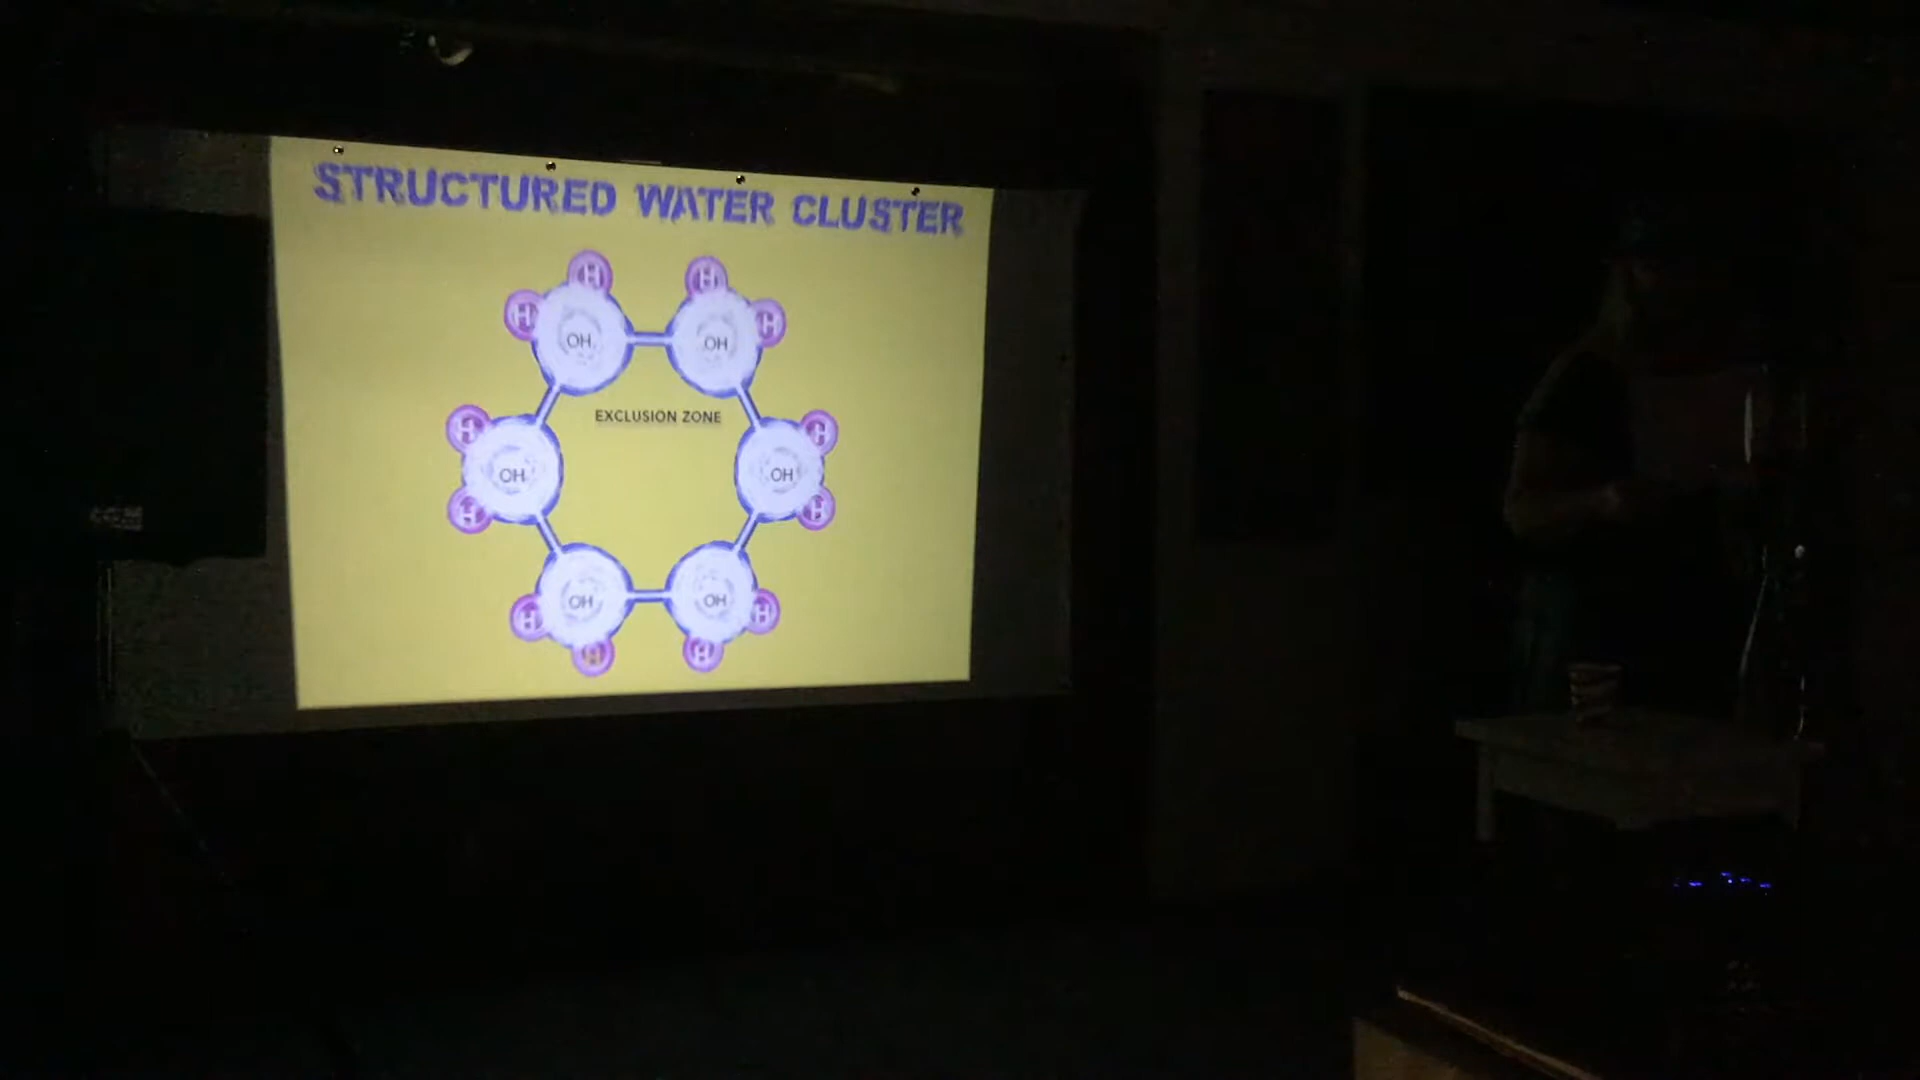 STRUCTURED WATER CLUSTER
H H
H OH OH H
EXCLUSION ZONE
H H
OH OH
H H
OH OH
H H
H H